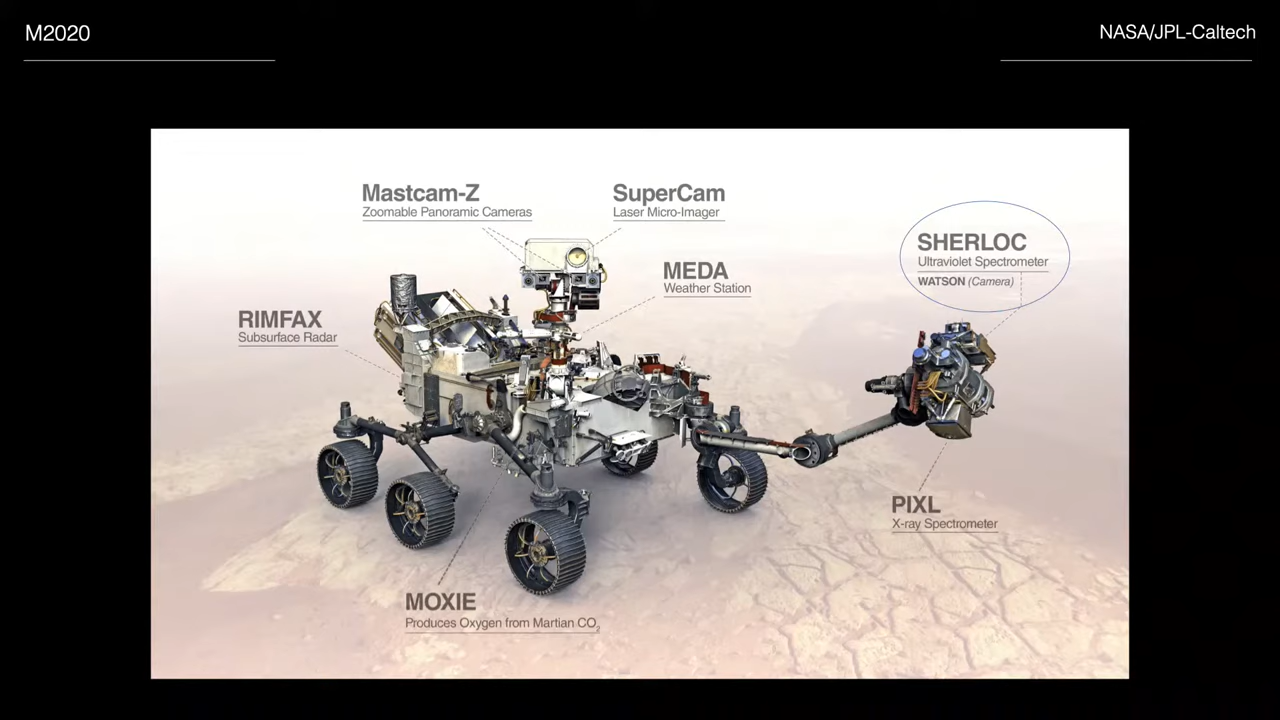 M2020
NASA/JPL-Caltech
Mastcam-Z
Zoomable Panoramic Cameras
SuperCam
Laser Micro-Imager
SHERLOC
Ultraviolet Spectrometer
WATSON (Camera)
MEDA
Weather Station
RIMFAX
Subsurface Radar
PIXL
X-ray Spectrometer
MOXIE
Produces Oxygen from Martian CO₂